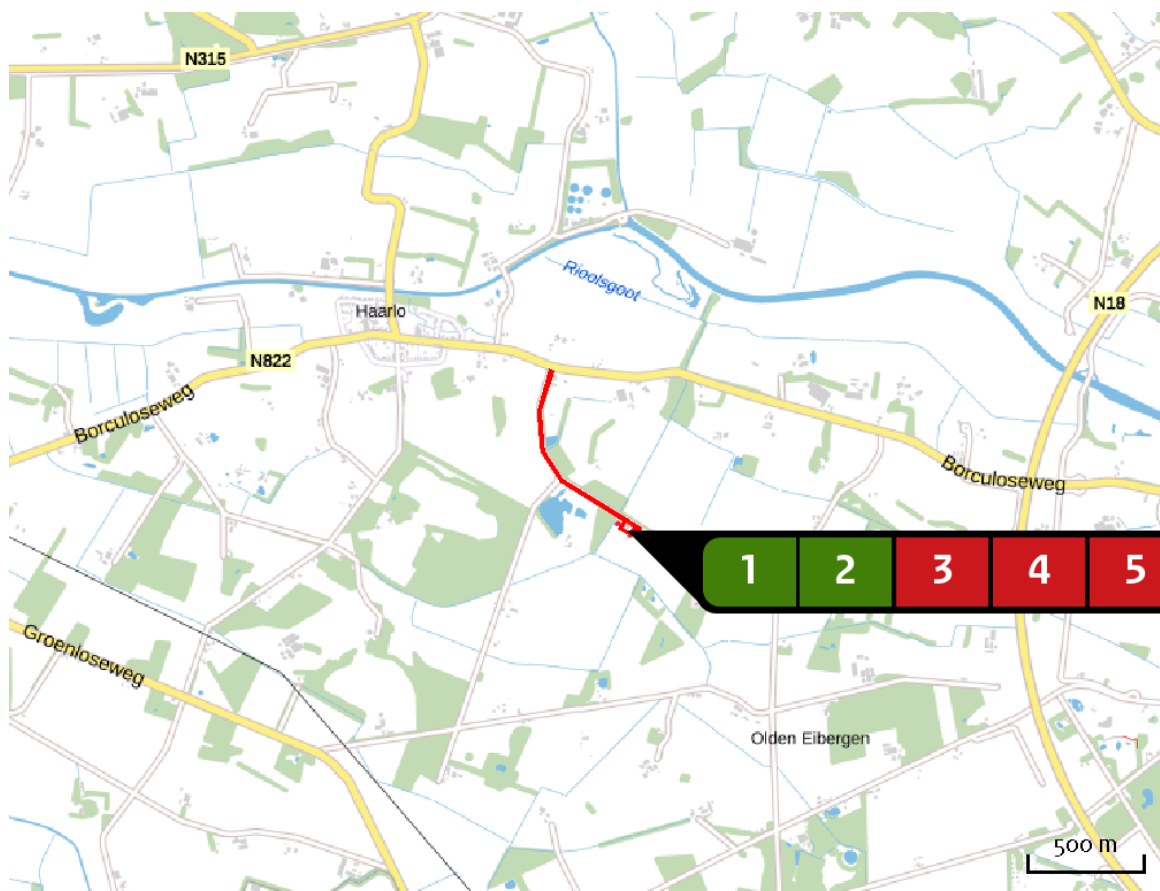 N315
Rioolsgoot
Haarlo
N18
N822
Borculoseweg
Borculoseweg
1 2 3 4 5
Groenloseweg
Olden Eibergen
500 m